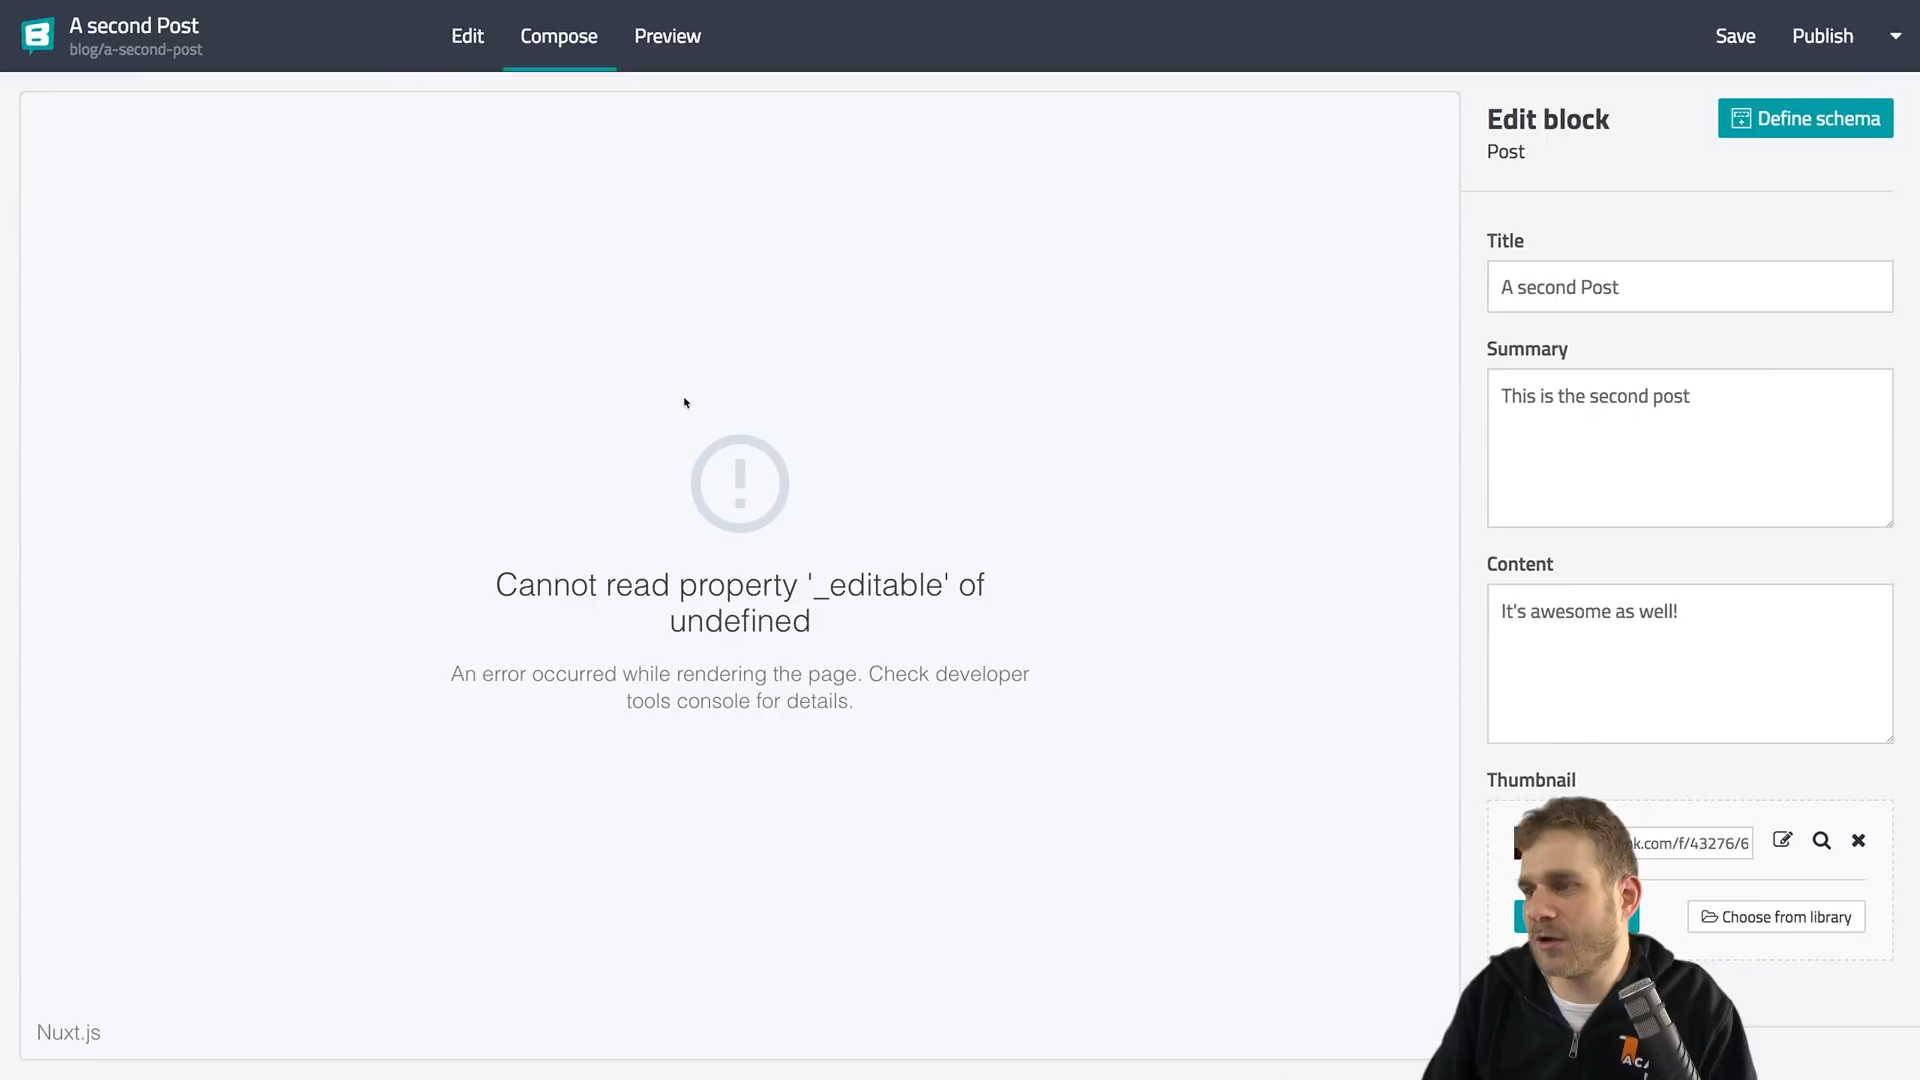 A second Post
blog/a-second-post
Edit
Compose
Preview
Save
Publish
Edit block
Define schema
Post
Title
A second Post
Summary
This is the second post
Content
It's awesome as well!
Cannot read property '_editable' of
undefined
An error occurred while rendering the page. Check developer
tools console for details.
Thumbnail
k.com/f/43276/6
Choose from library
Nuxt.js